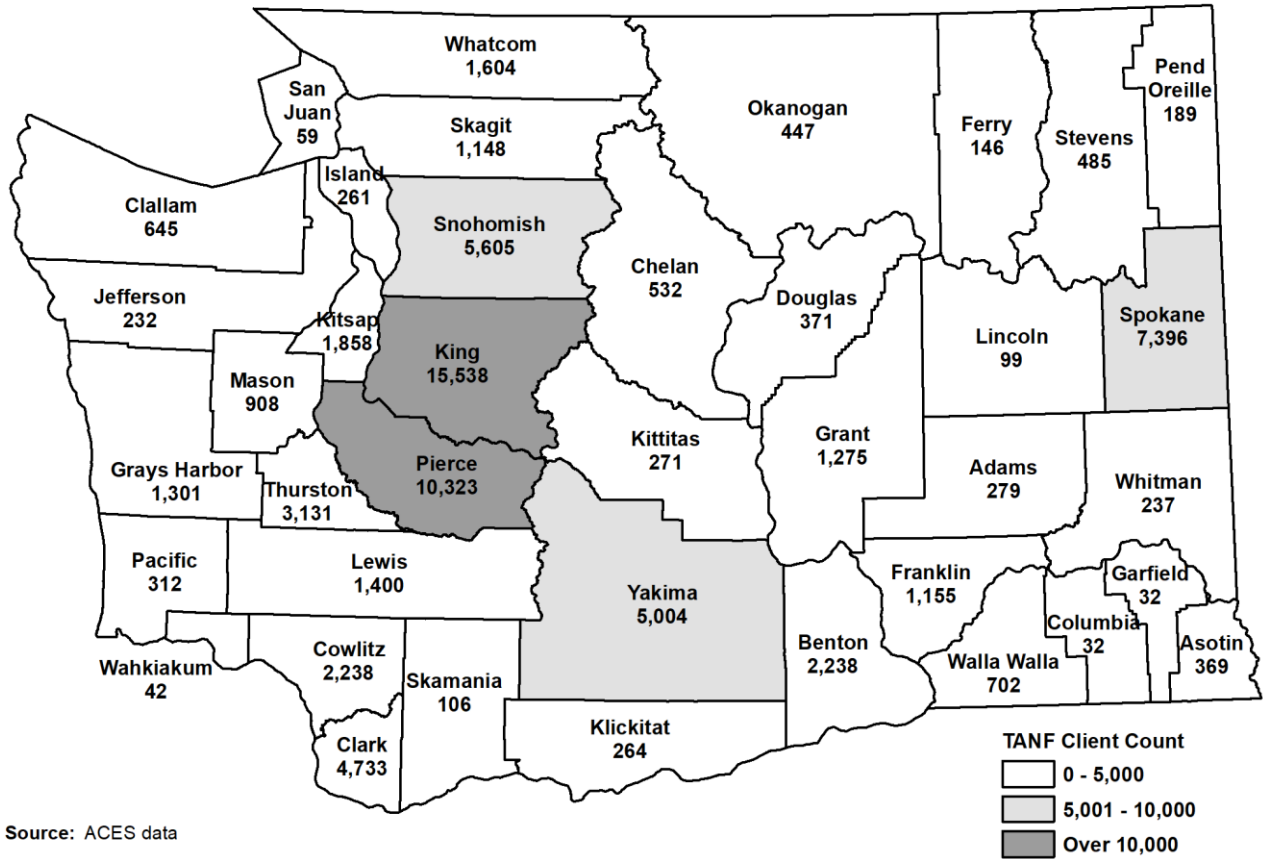 Whatcom
1,604
San
Juan
59
Skagit
1,148
Island
261
Okanogan
447
Ferry
146
Stevens
485
Pend
Oreille
189
Clallam
645
Snohomish
5,605
Chelan
532
Douglas
371
Jefferson
232
Kitsap
1,858
King
15,538
Lincoln
99
Spokane
7,396
Mason
908
Kittitas
271
Grant
1,275
Adams
279
Whitman
237
Grays Harbor
1,301
Thurston
3,131
Pierce
10,323
Pacific
312
Lewis
1,400
Yakima
5,004
Franklin
1,155
Garfield
32
Columbia
32
Asotin
369
Benton
2,238
Walla Walla
702
Wahkiakum
42
Cowlitz
2,238
Skamania
106
Klickitat
264
Clark
4,733
TANF Client Count
0 - 5,000
5,001 - 10,000
Over 10,000
Source: ACES data